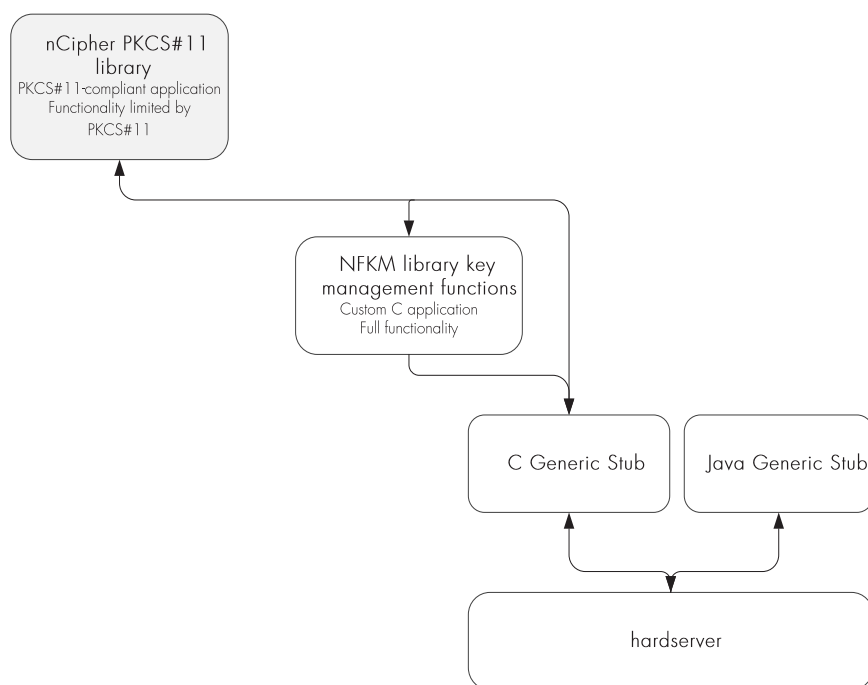 nCipher PKCS#11
library
PKCS#11-compliant application
Functionality limited by
PKCS#11
NFKM library key
management functions
Custom C application
Full functionality
C Generic Stub
Java Generic Stub
hardserver